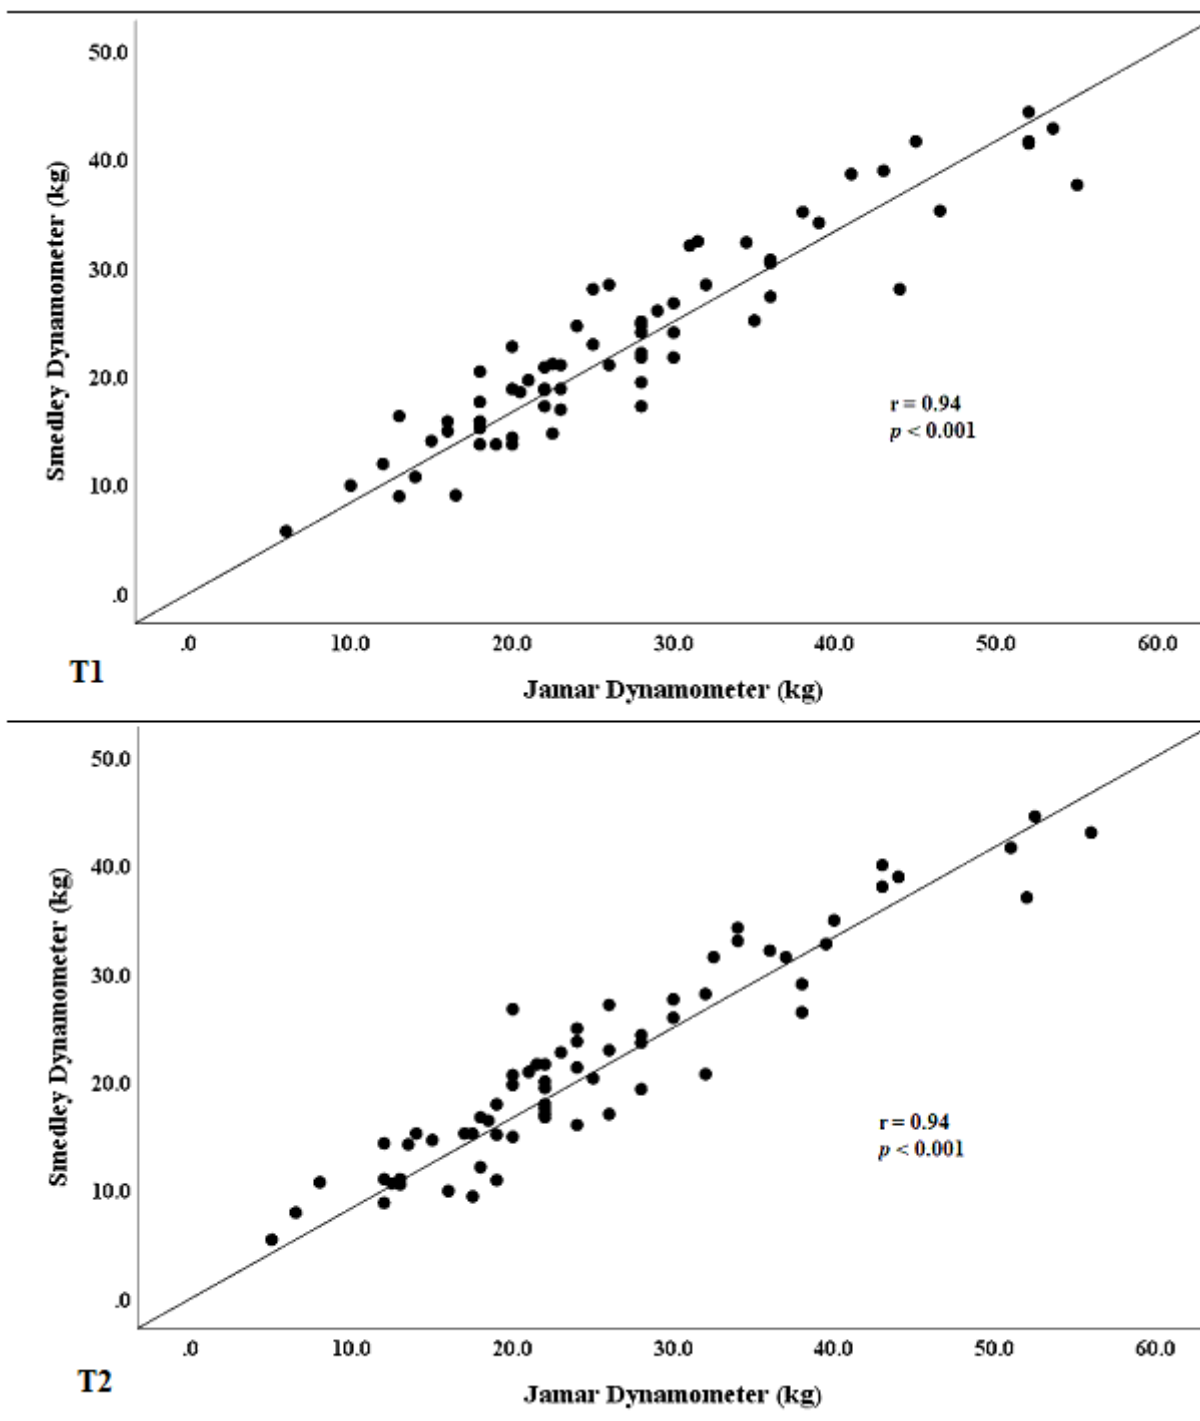 50.0
40.0
30.0
20.0
10.0
.0
Smedley Dynamometer (kg)
r = 0.94
p < 0.001
.0 10.0 20.0 30.0 40.0 50.0 60.0
T1
Jamar Dynamometer (kg)
50.0
40.0
30.0
20.0
10.0
.0
Smedley Dynamometer (kg)
r = 0.94
p < 0.001
.0 10.0 20.0 30.0 40.0 50.0 60.0
T2
Jamar Dynamometer (kg)